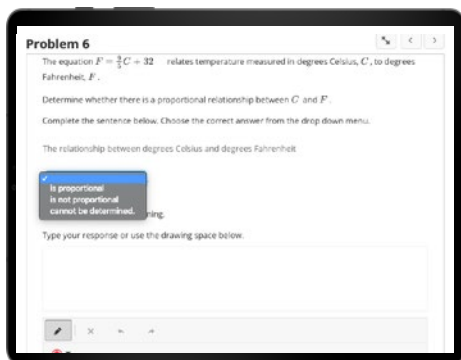 Problem 6
The equation F = 9/5 C + 32 relates temperature measured in degrees Celsius, C, to degrees
Fahrenheit, F.
Determine whether there is a proportional relationship between C and F.
Complete the sentence below. Choose the correct answer from the drop down menu.
The relationship between degrees Celsius and degrees Fahrenheit
is proportional
is not proportional
cannot be determined.
ning.
Type your response or use the drawing space below.